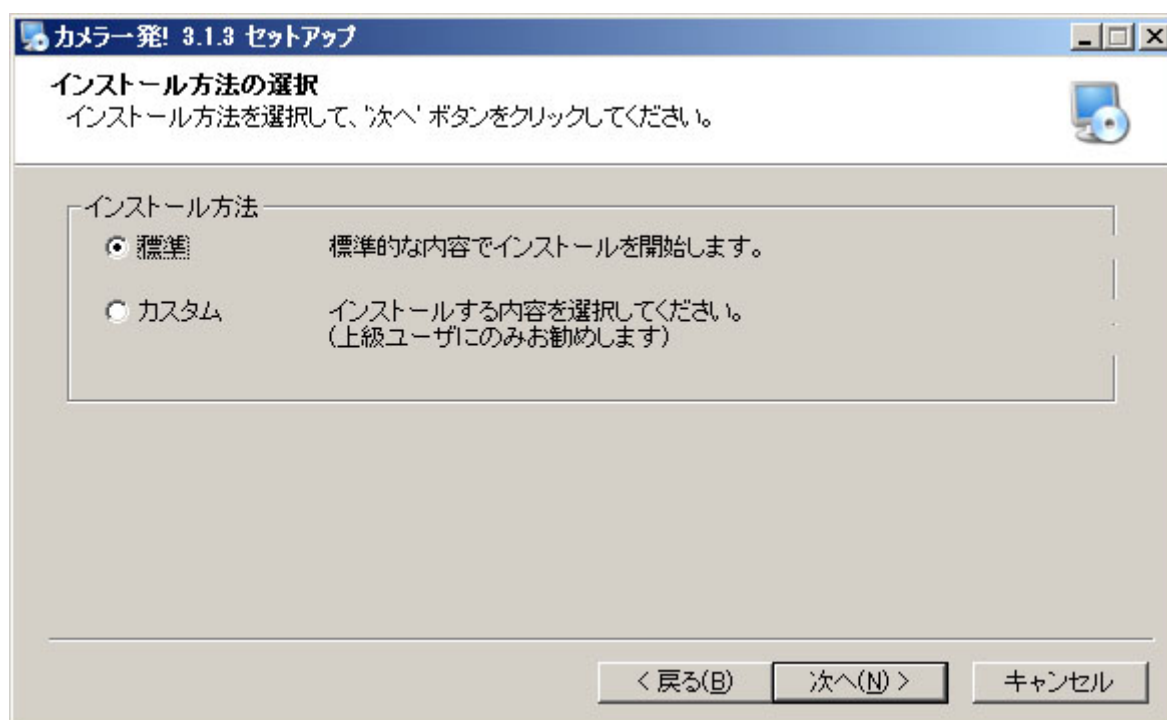 カメラ一発! 3.1.3 セットアップ
インストール方法の選択
インストール方法を選択して、'次へ' ボタンをクリックしてください。
インストール方法
標準 標準的な内容でインストールを開始します。
カスタム インストールする内容を選択してください。
(上級ユーザにのみお勧めします)
< 戻る(B) 次へ(N) > キャンセル